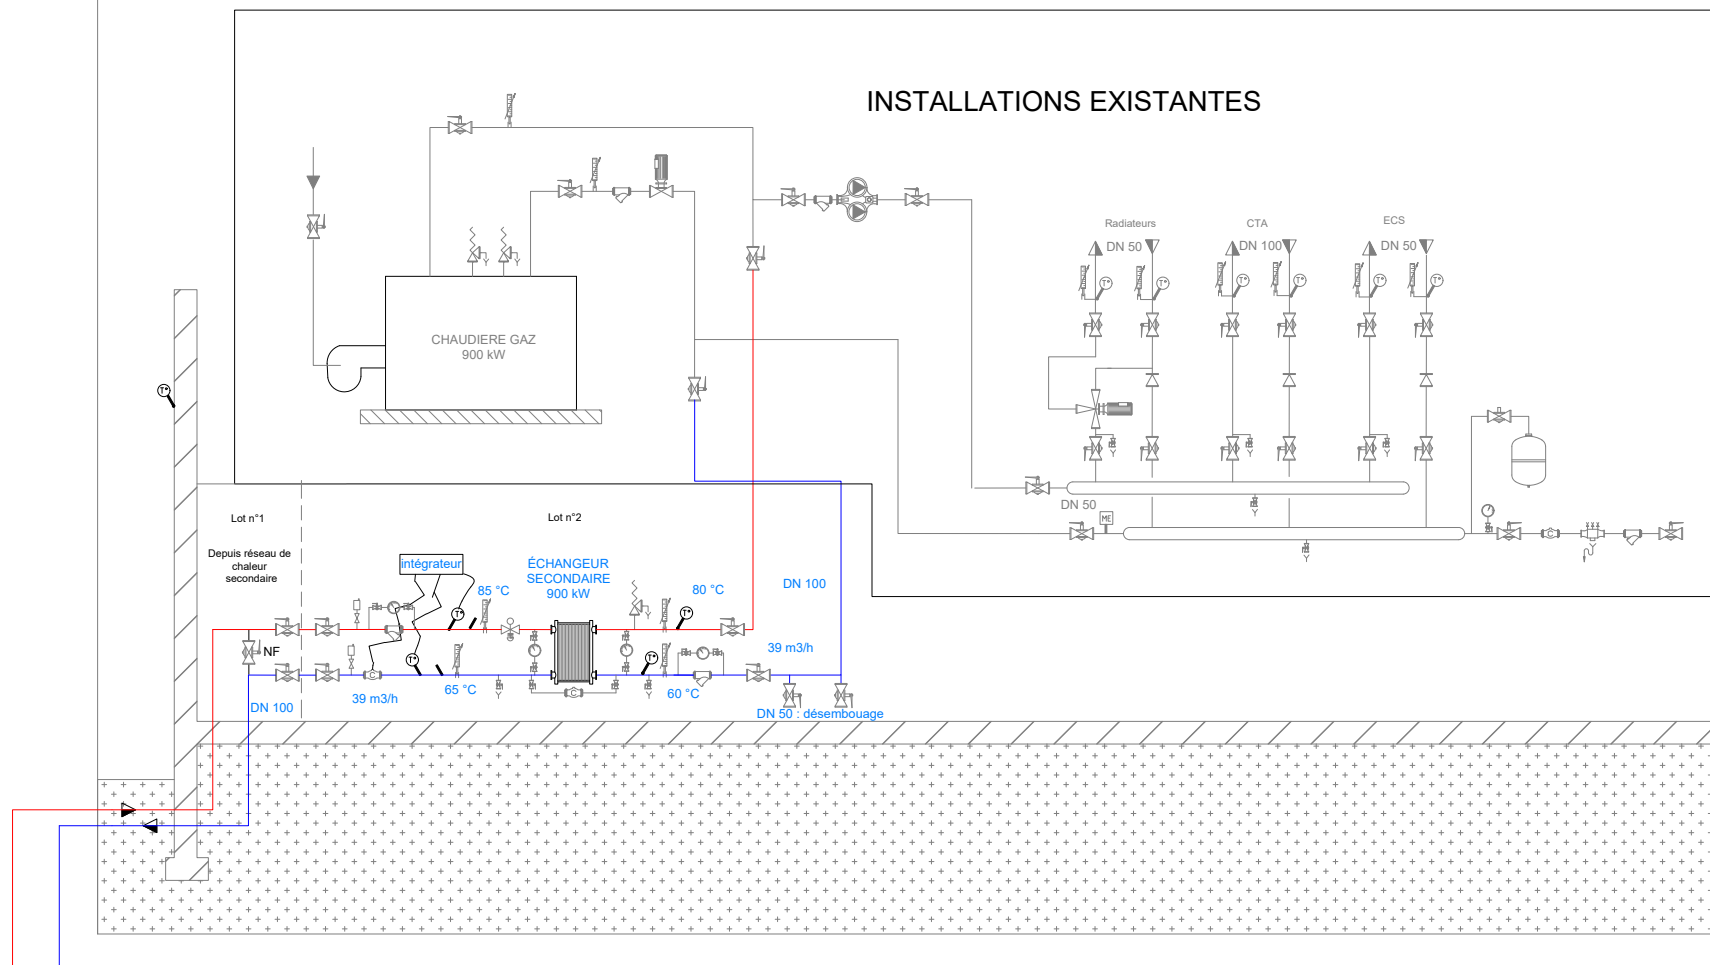 INSTALLATIONS EXISTANTES
Radiateurs
CTA
ECS
DN 50
DN 100
DN 50
T°
T°
T°
T°
T°
T°
CHAUDIERE GAZ
900 kW
T°
DN 50
ME
Lot n°1
Lot n°2
Depuis réseau de
chaleur
secondaire
intégrateur
ÉCHANGEUR
SECONDAIRE
900 kW
85 °C
80 °C
DN 100
T°
T°
NF
39 m3/h
T°
T°
C
C
C
65 °C
60 °C
39 m3/h
DN 100
DN 50 : désembouage